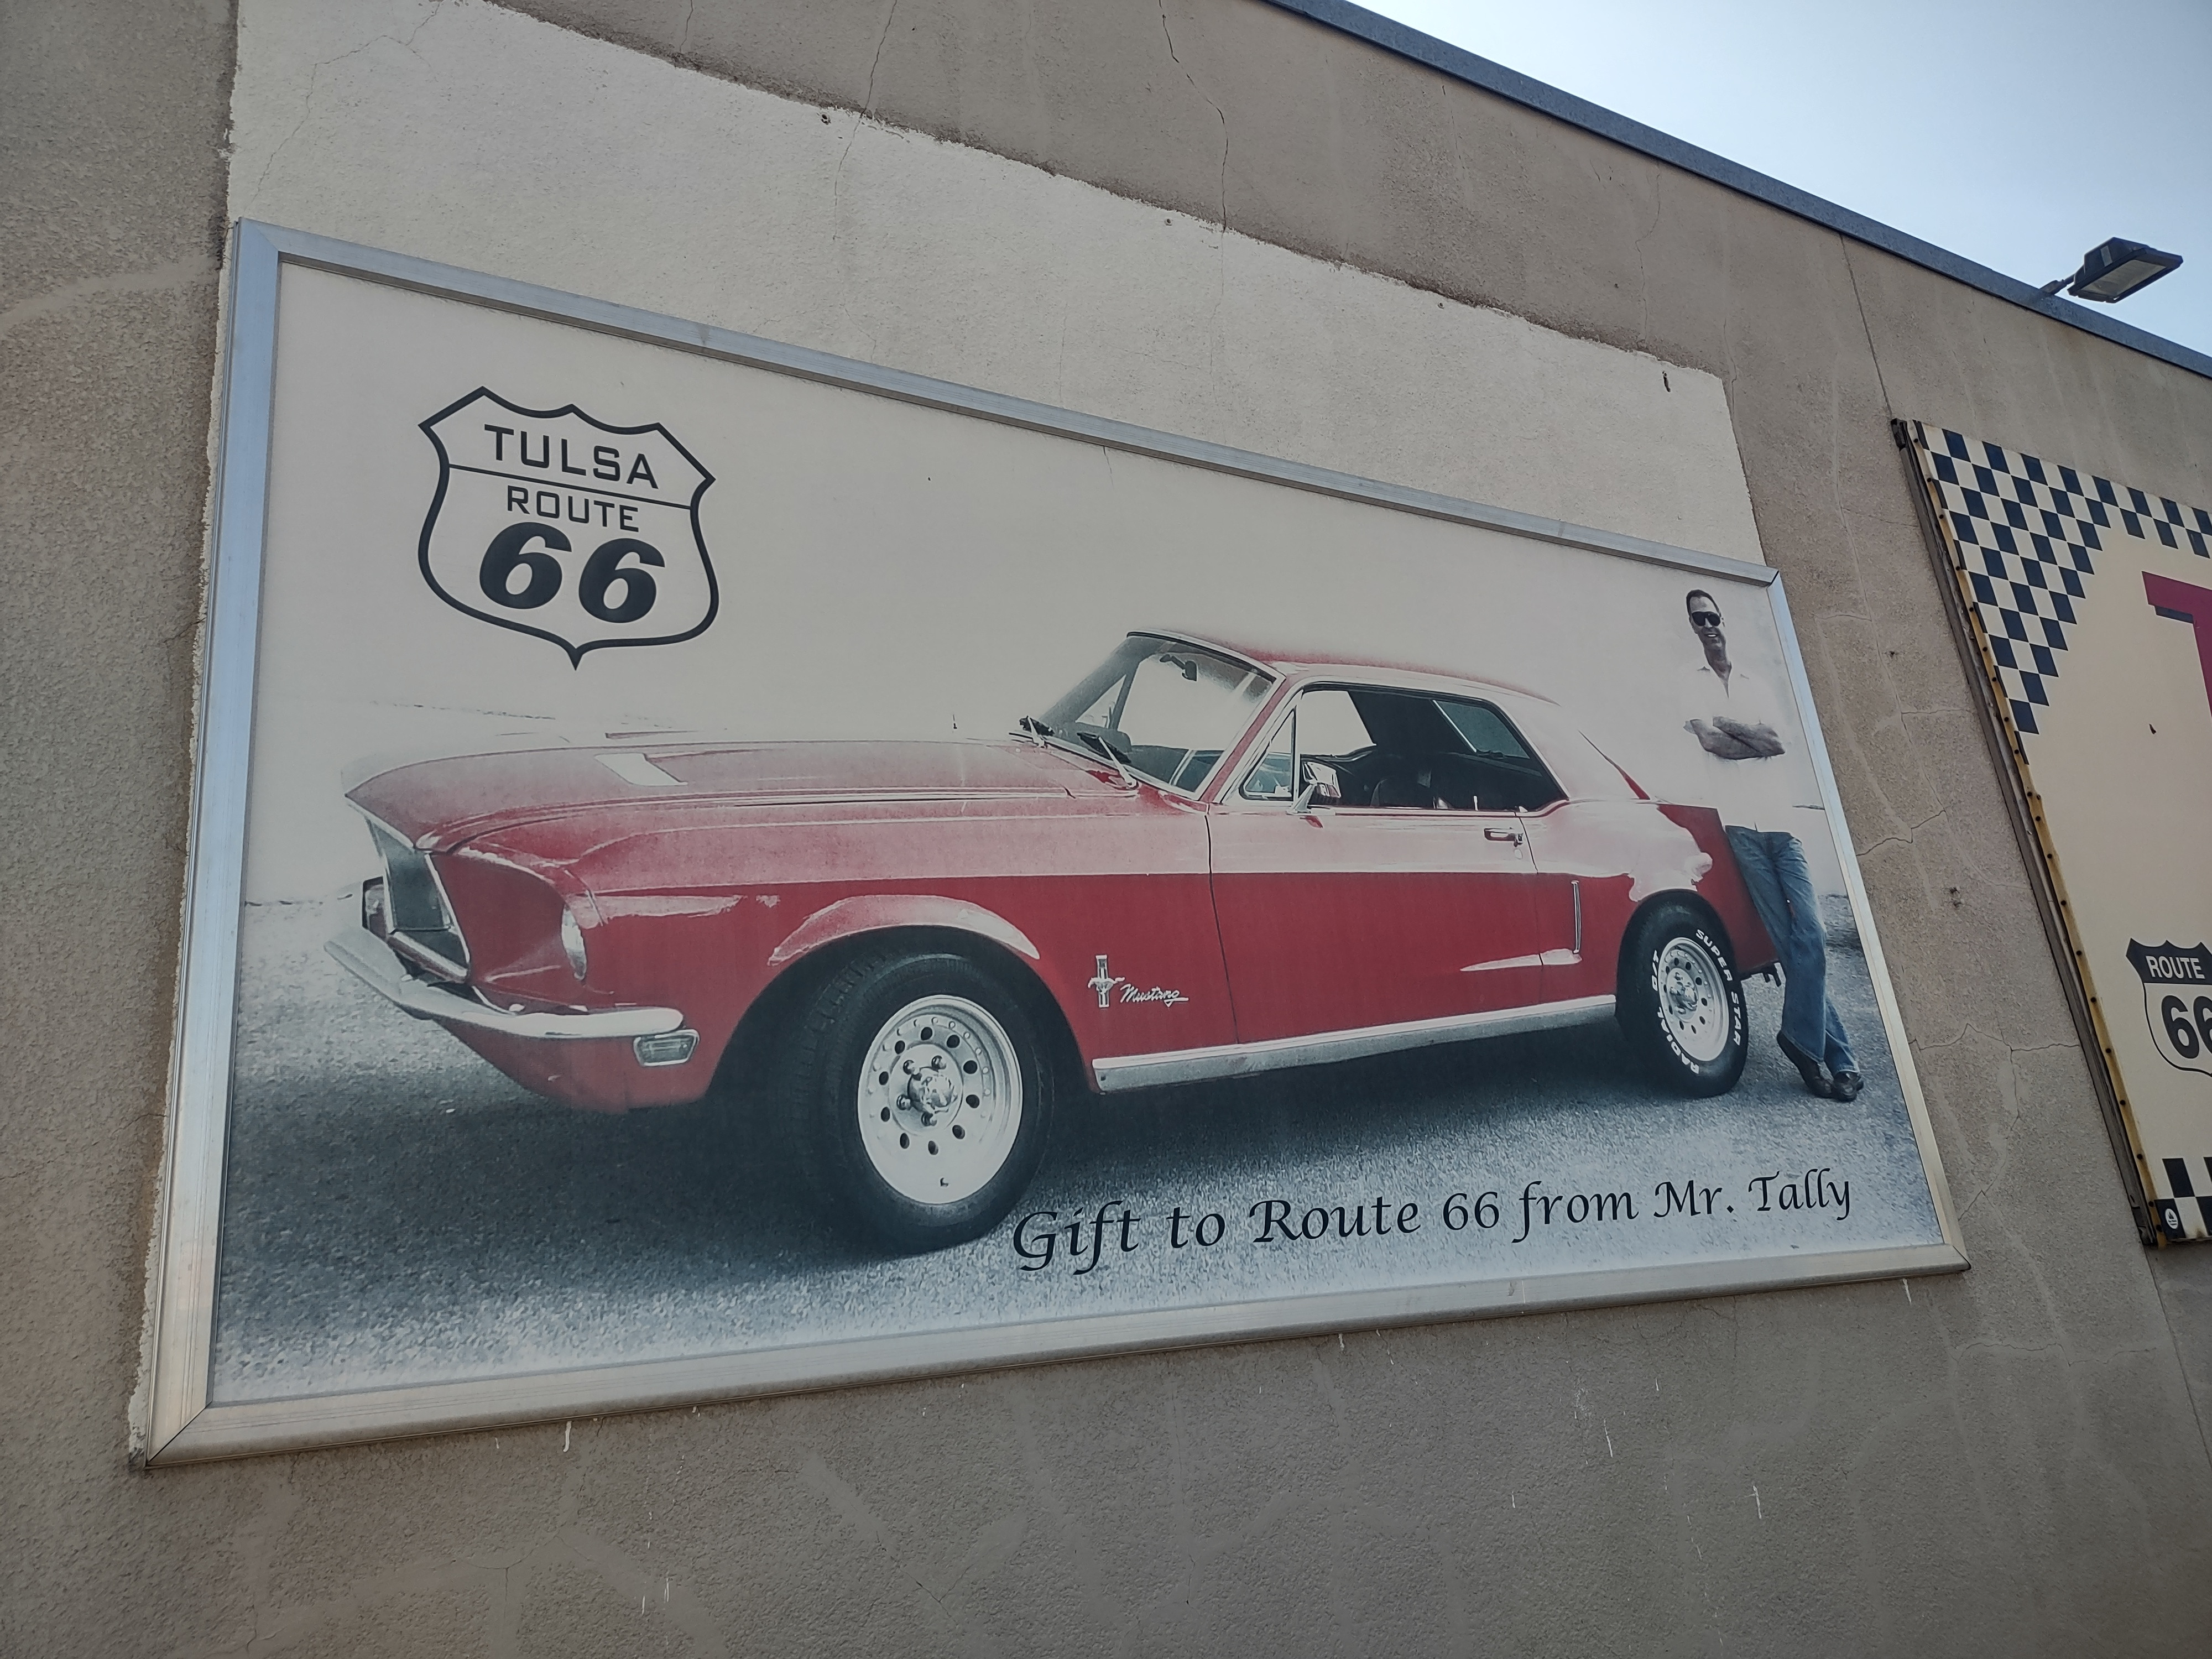 TULSA
ROUTE
66
Mustang
RADIAL G/T SUPER STAR
Gift to Route 66 from Mr. Tally
ROUTE
66